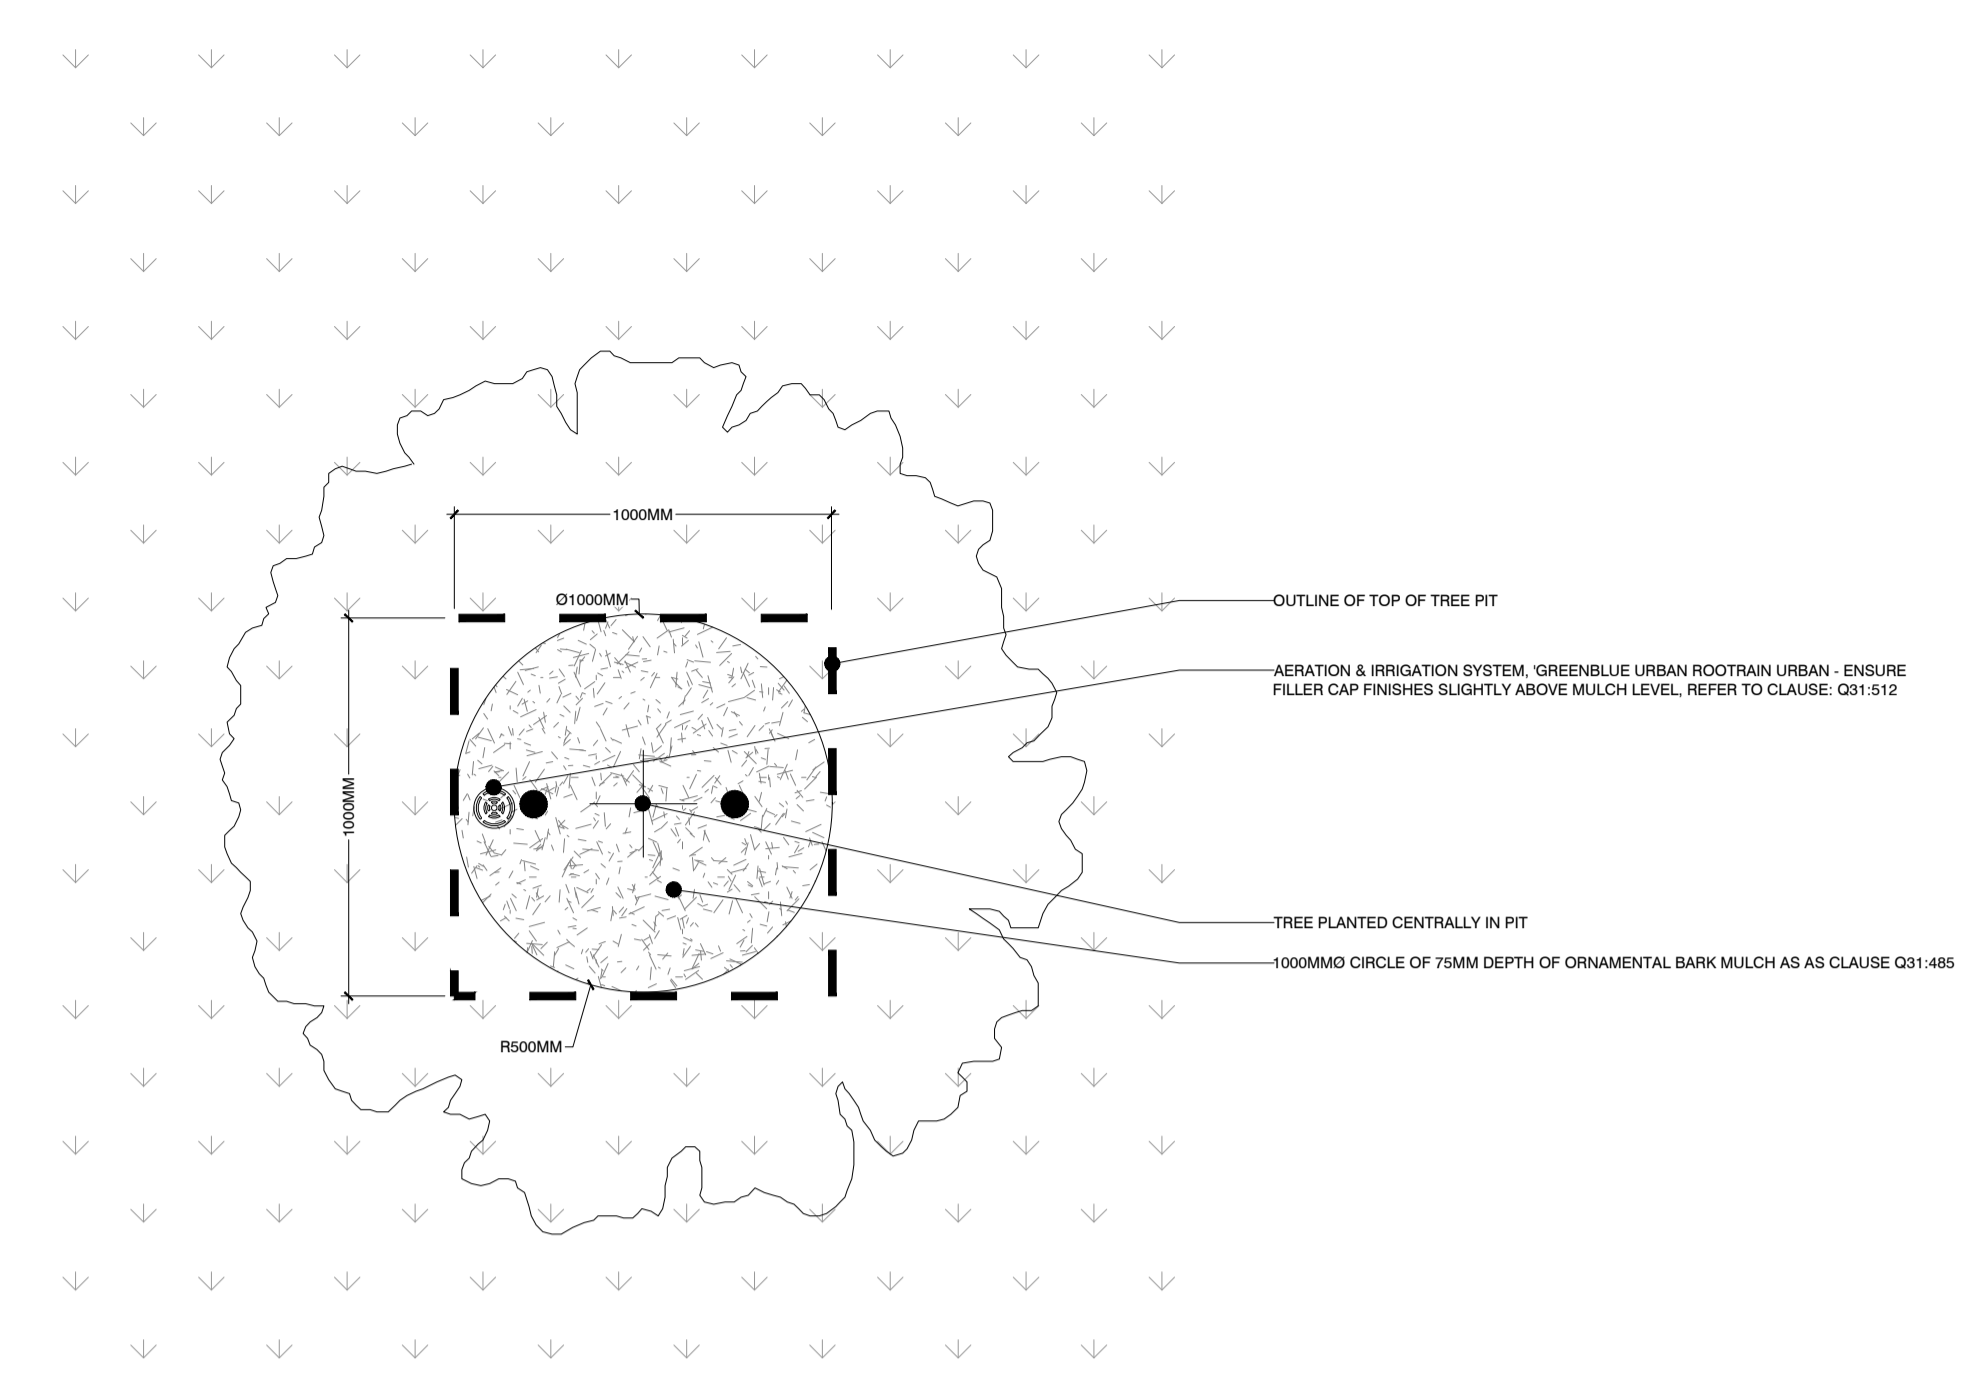 1000MM
Ø1000MM
OUTLINE OF TOP OF TREE PIT
AERATION & IRRIGATION SYSTEM, 'GREENBLUE URBAN ROOTRAIN URBAN - ENSURE
FILLER CAP FINISHES SLIGHTLY ABOVE MULCH LEVEL, REFER TO CLAUSE: Q31:512
1000MM
TREE PLANTED CENTRALLY IN PIT
1000MMØ CIRCLE OF 75MM DEPTH OF ORNAMENTAL BARK MULCH AS AS CLAUSE Q31:485
R500MM